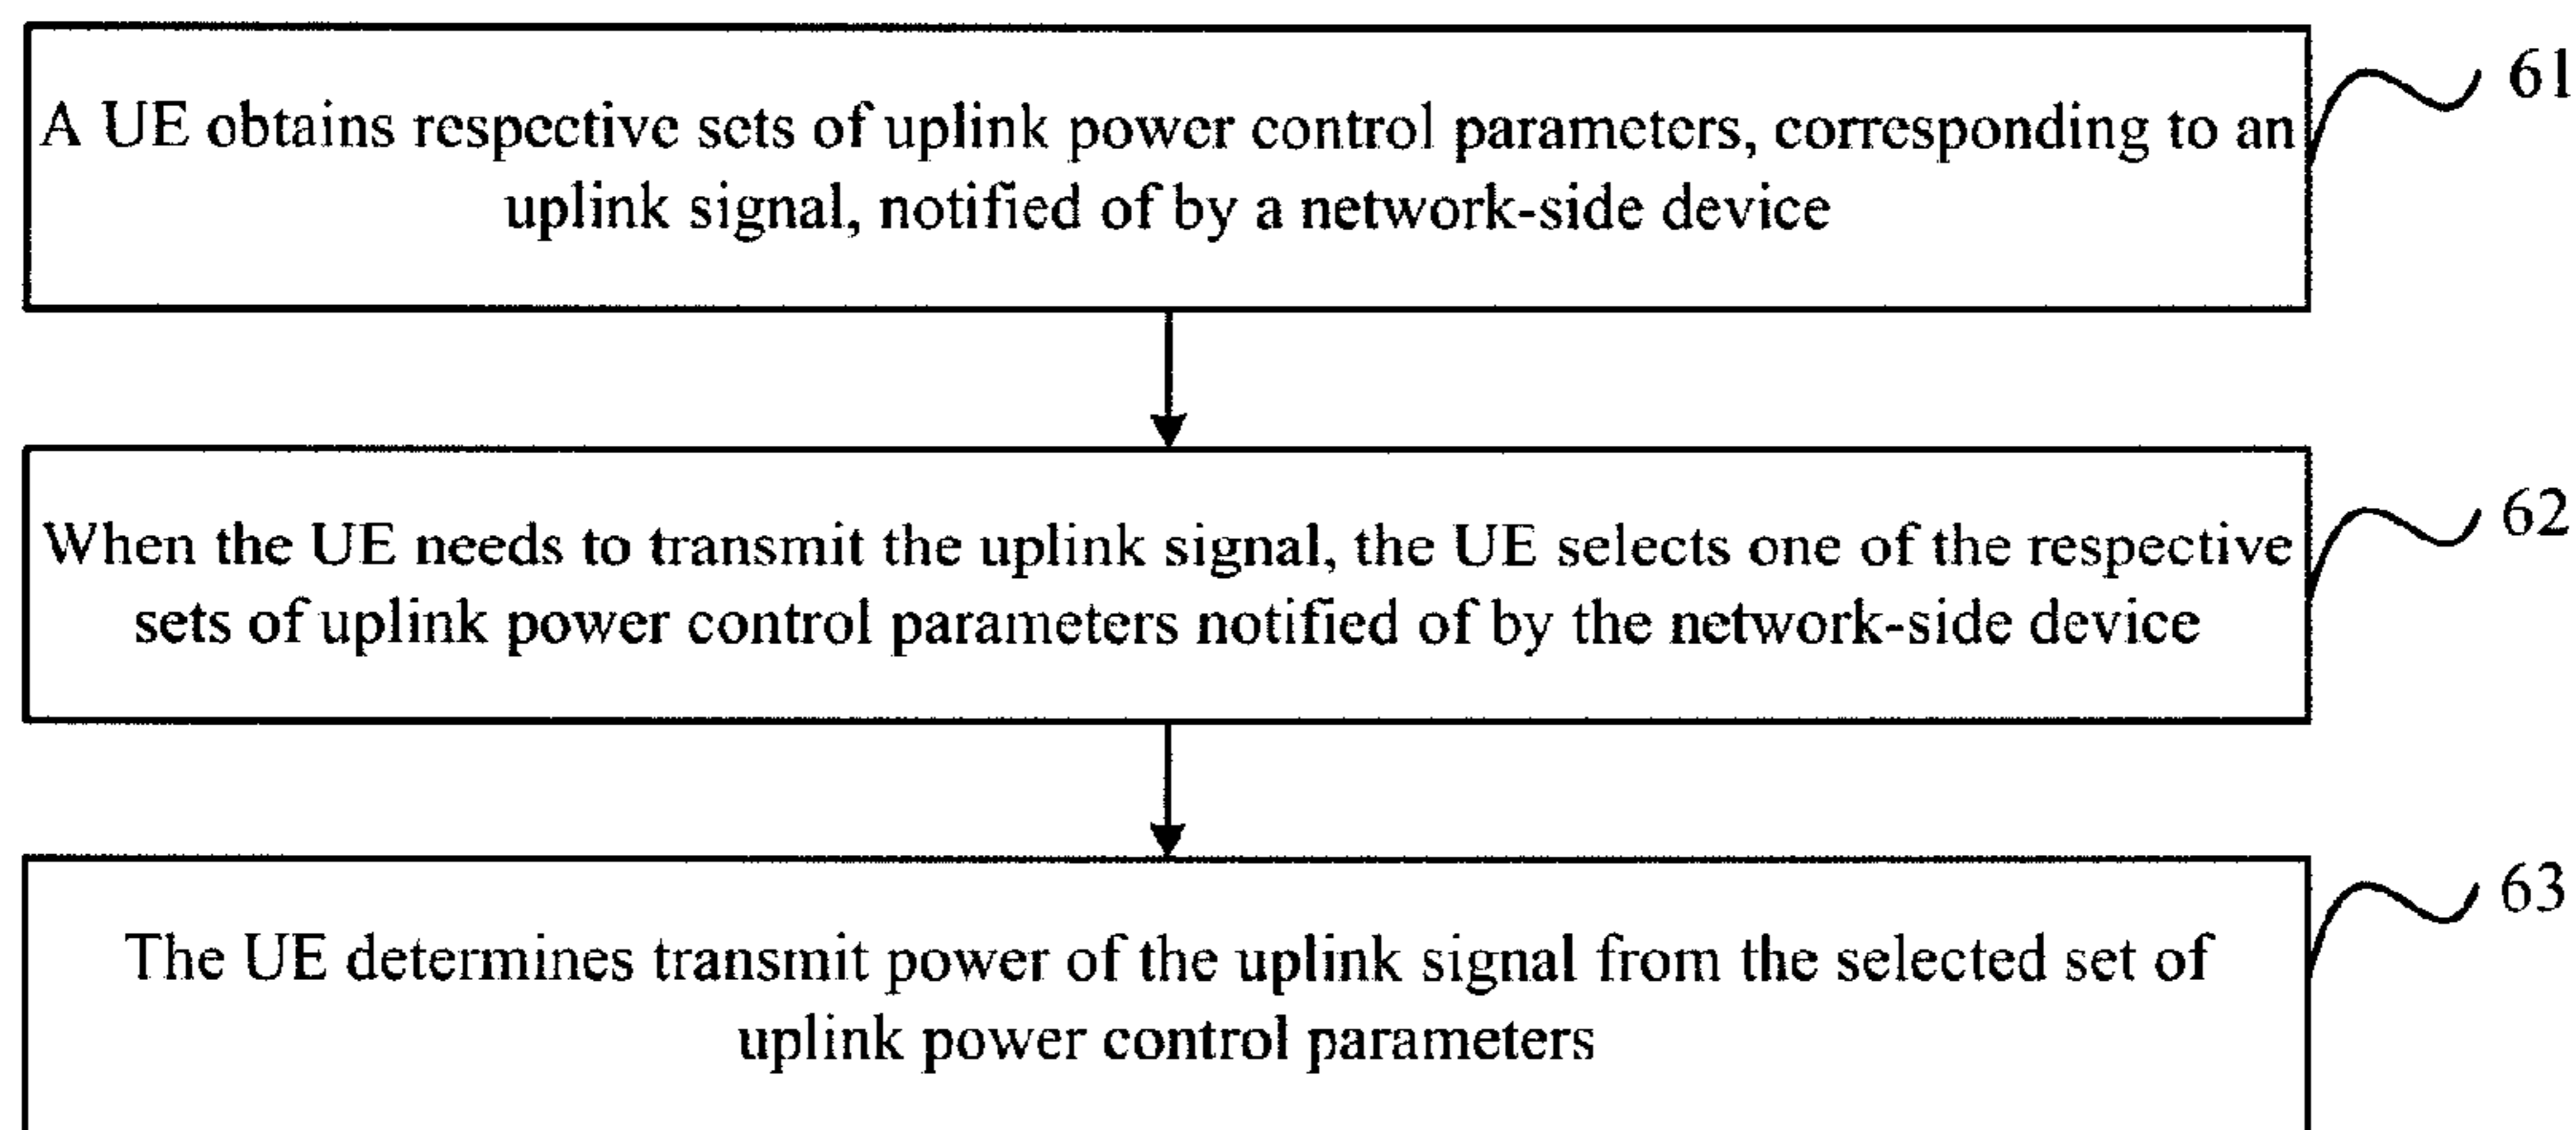 A UE obtains respective sets of uplink power control parameters, corresponding to an
uplink signal, notified of by a network-side device
61
When the UE needs to transmit the uplink signal, the UE selects one of the respective
sets of uplink power control parameters notified of by the network-side device
62
The UE determines transmit power of the uplink signal from the selected set of
uplink power control parameters
63